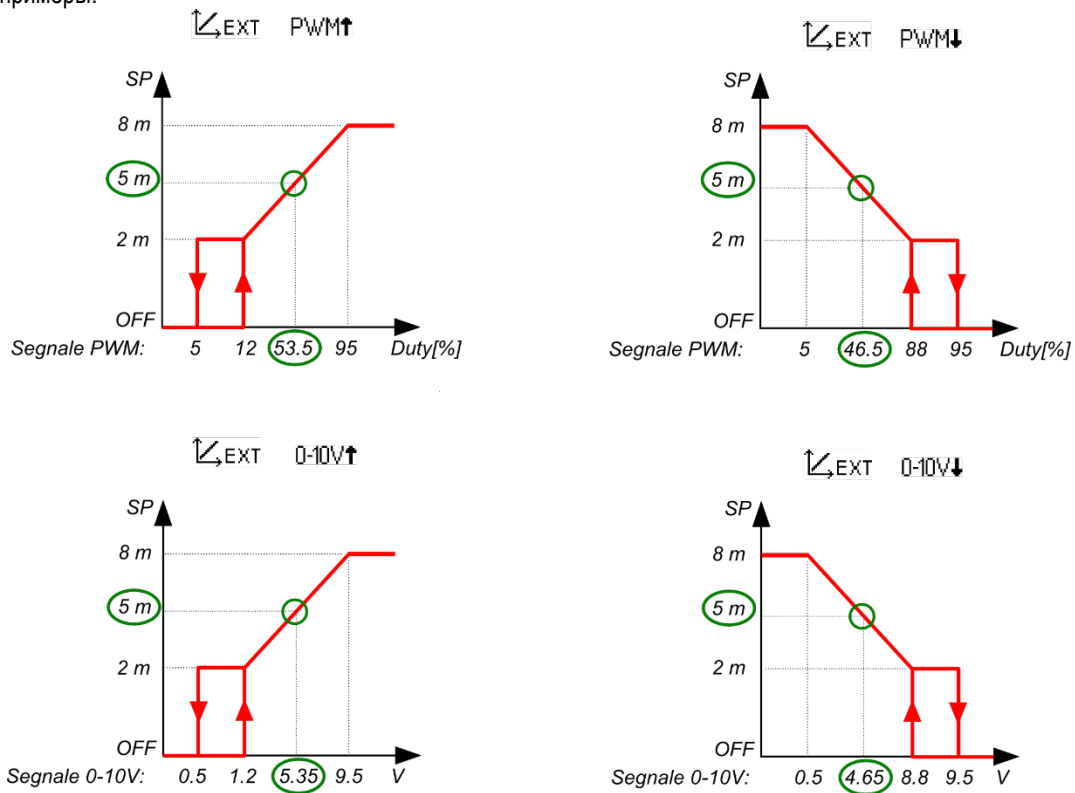 примеры:
EXT PWM↑
SP
8 m
5 m
2 m
OFF
Segnale PWM: 5 12 53.5 95 Duty[%]
EXT PWM↓
SP
8 m
5 m
2 m
OFF
Segnale PWM: 5 46.5 88 95 Duty[%]
EXT 0-10V↑
SP
8 m
5 m
2 m
OFF
Segnale 0-10V: 0.5 1.2 5.35 9.5 V
EXT 0-10V↓
SP
8 m
5 m
2 m
OFF
Segnale 0-10V: 0.5 4.65 8.8 9.5 V